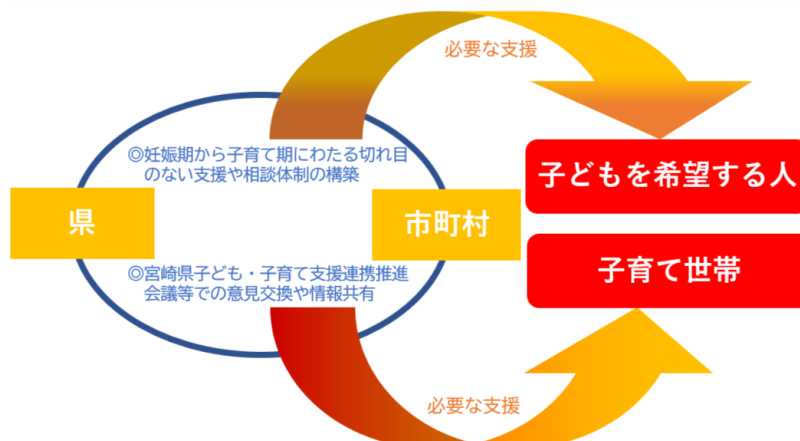 必要な支援
◎妊娠期から子育て期にわたる切れ目
のない支援や相談体制の構築
子どもを希望する人
県
市町村
子育て世帯
◎宮崎県子ども・子育て支援連携推進
会議等での意見交換や情報共有
必要な支援